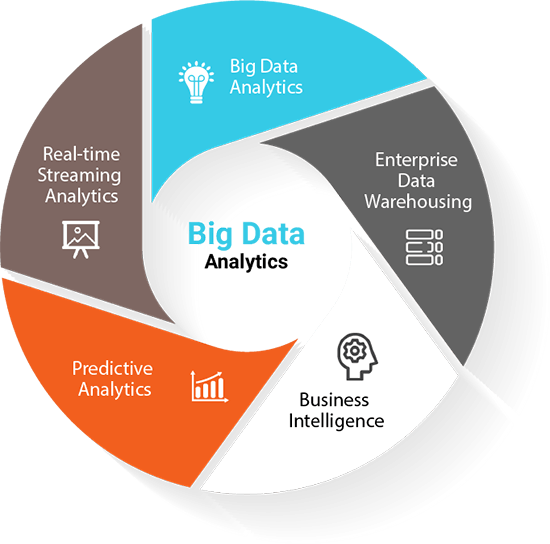 Big Data
Analytics
Enterprise
Data
Warehousing
Business
Intelligence
Predictive
Analytics
Real-time
Streaming
Analytics
Big Data
Analytics